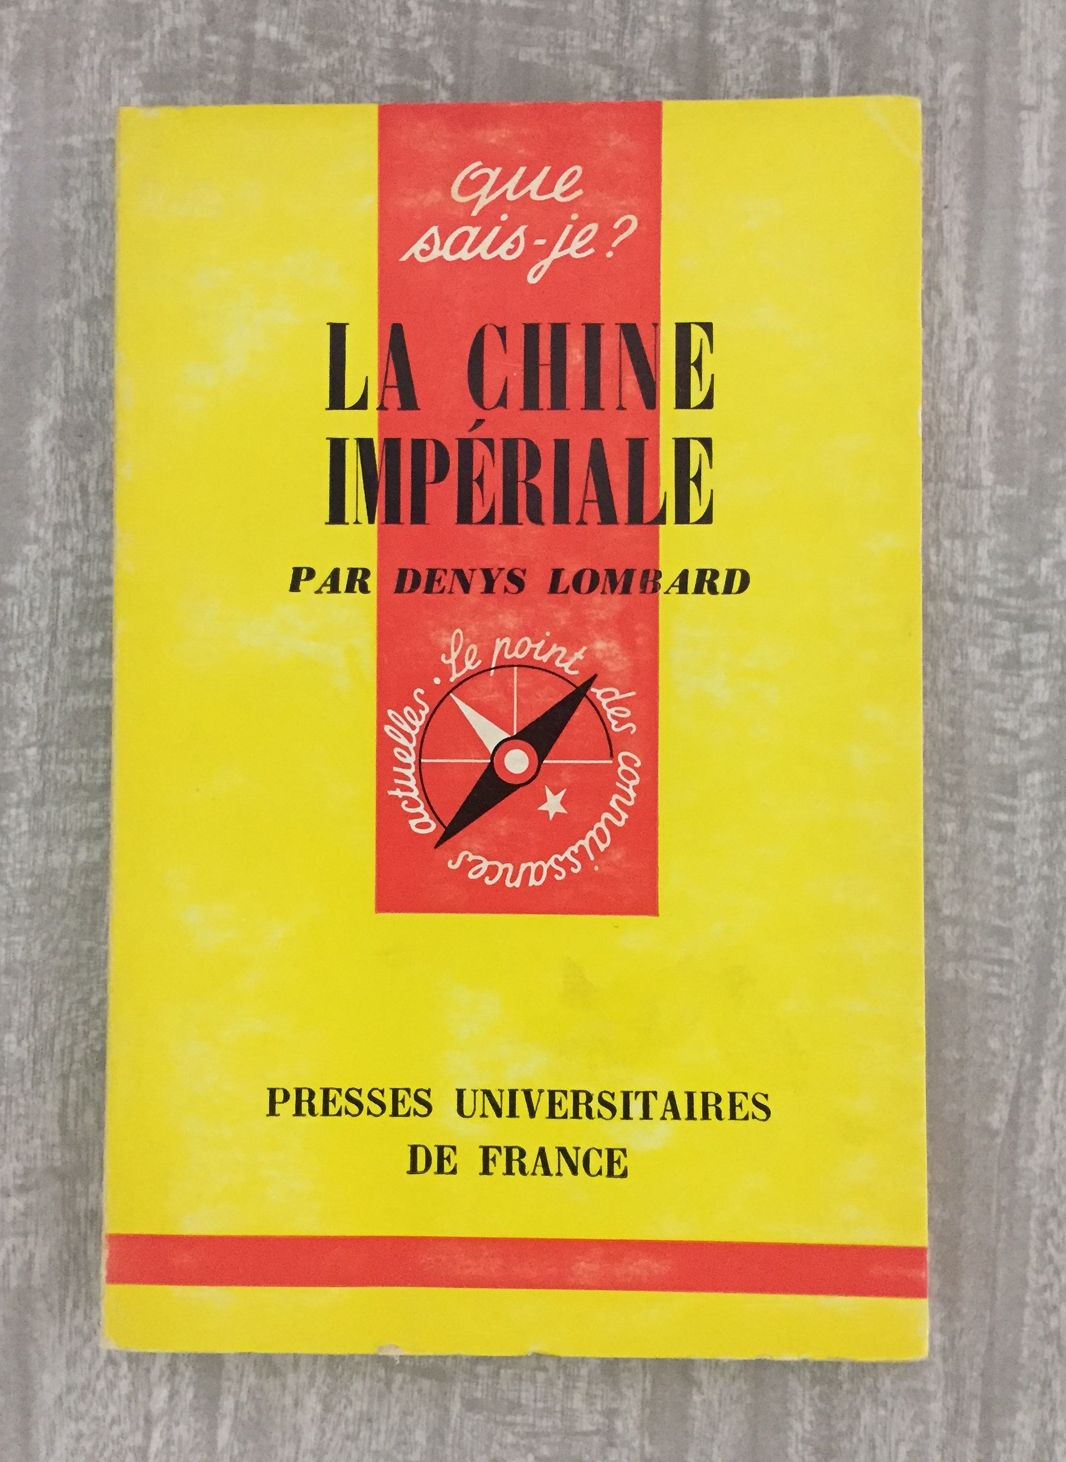 que
sais-je?
LA CHINE
IMPÉRIALE
PAR DENYS LOMBARD
Le point des connaissances actuelles.
PRESSES UNIVERSITAIRES
DE FRANCE